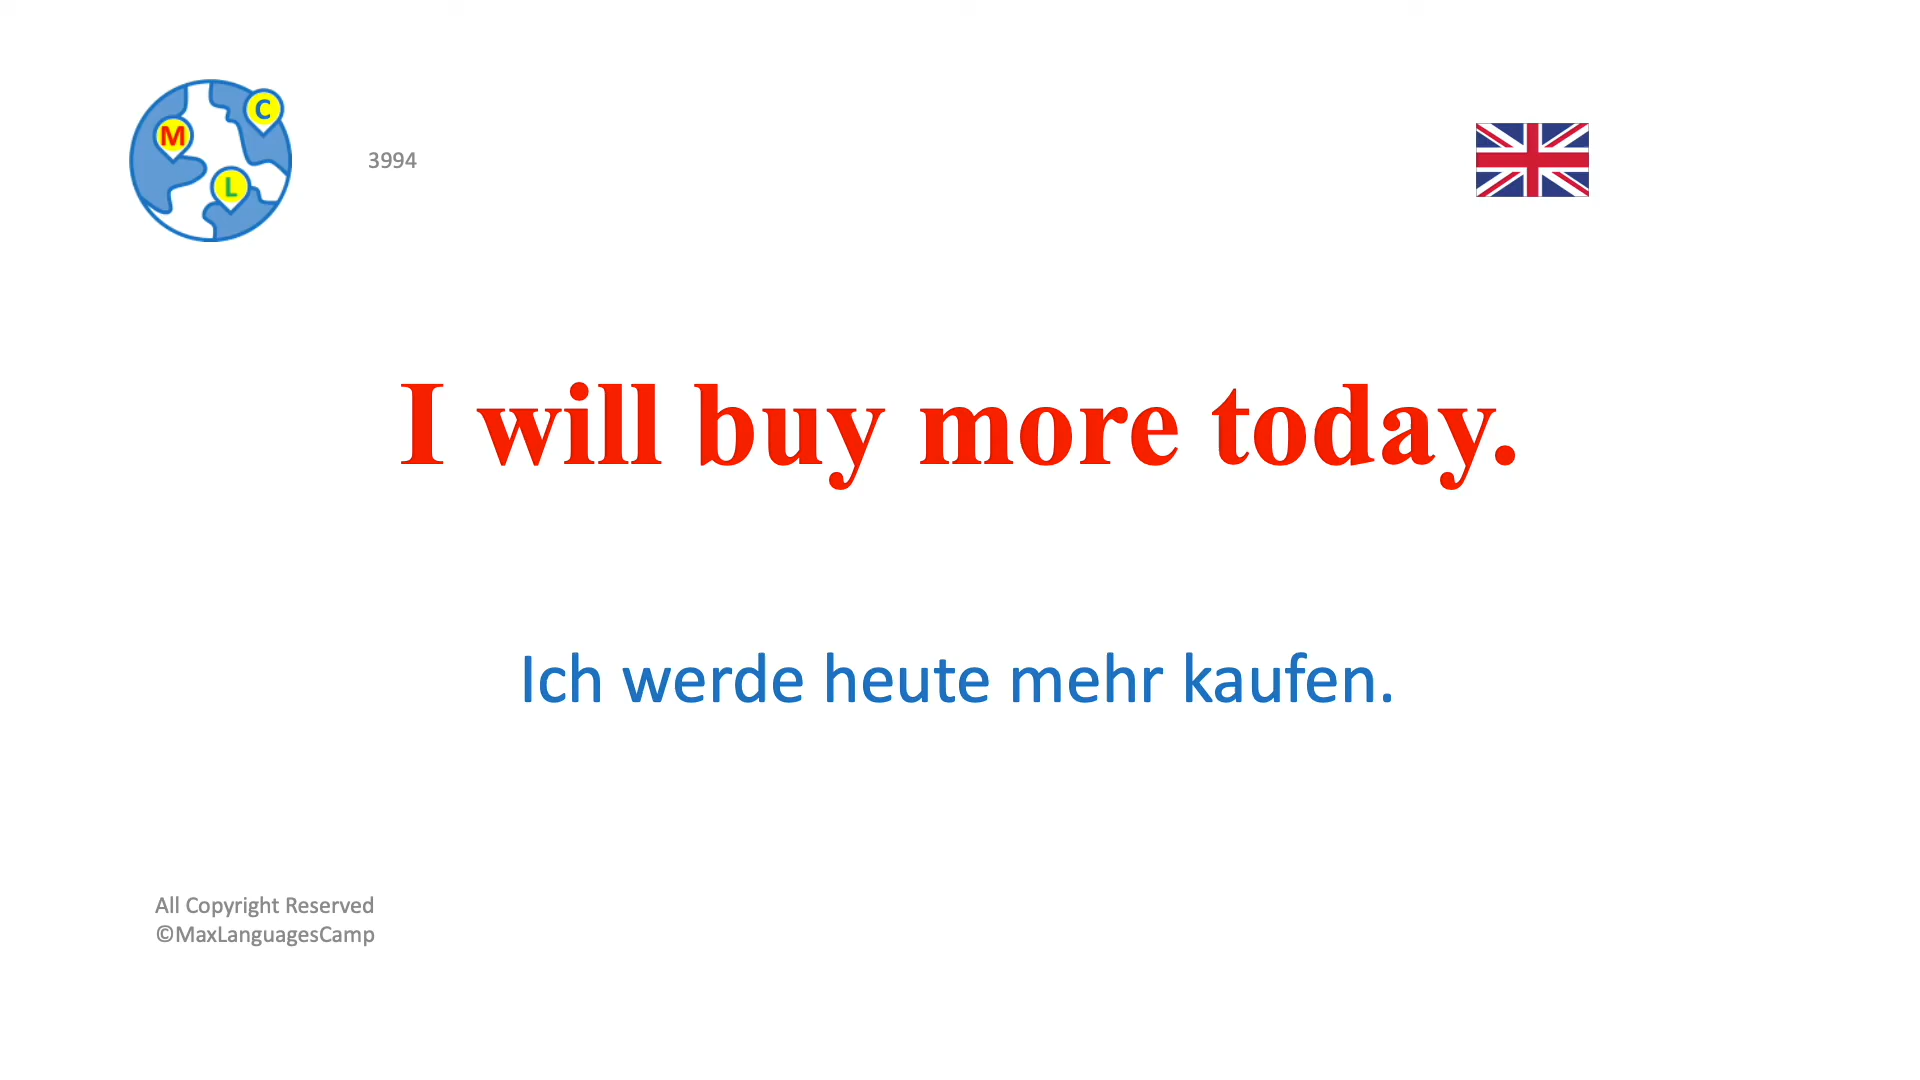 C
M
L
3994
I will buy more today.
Ich werde heute mehr kaufen.
All Copyright Reserved
©MaxLanguagesCamp